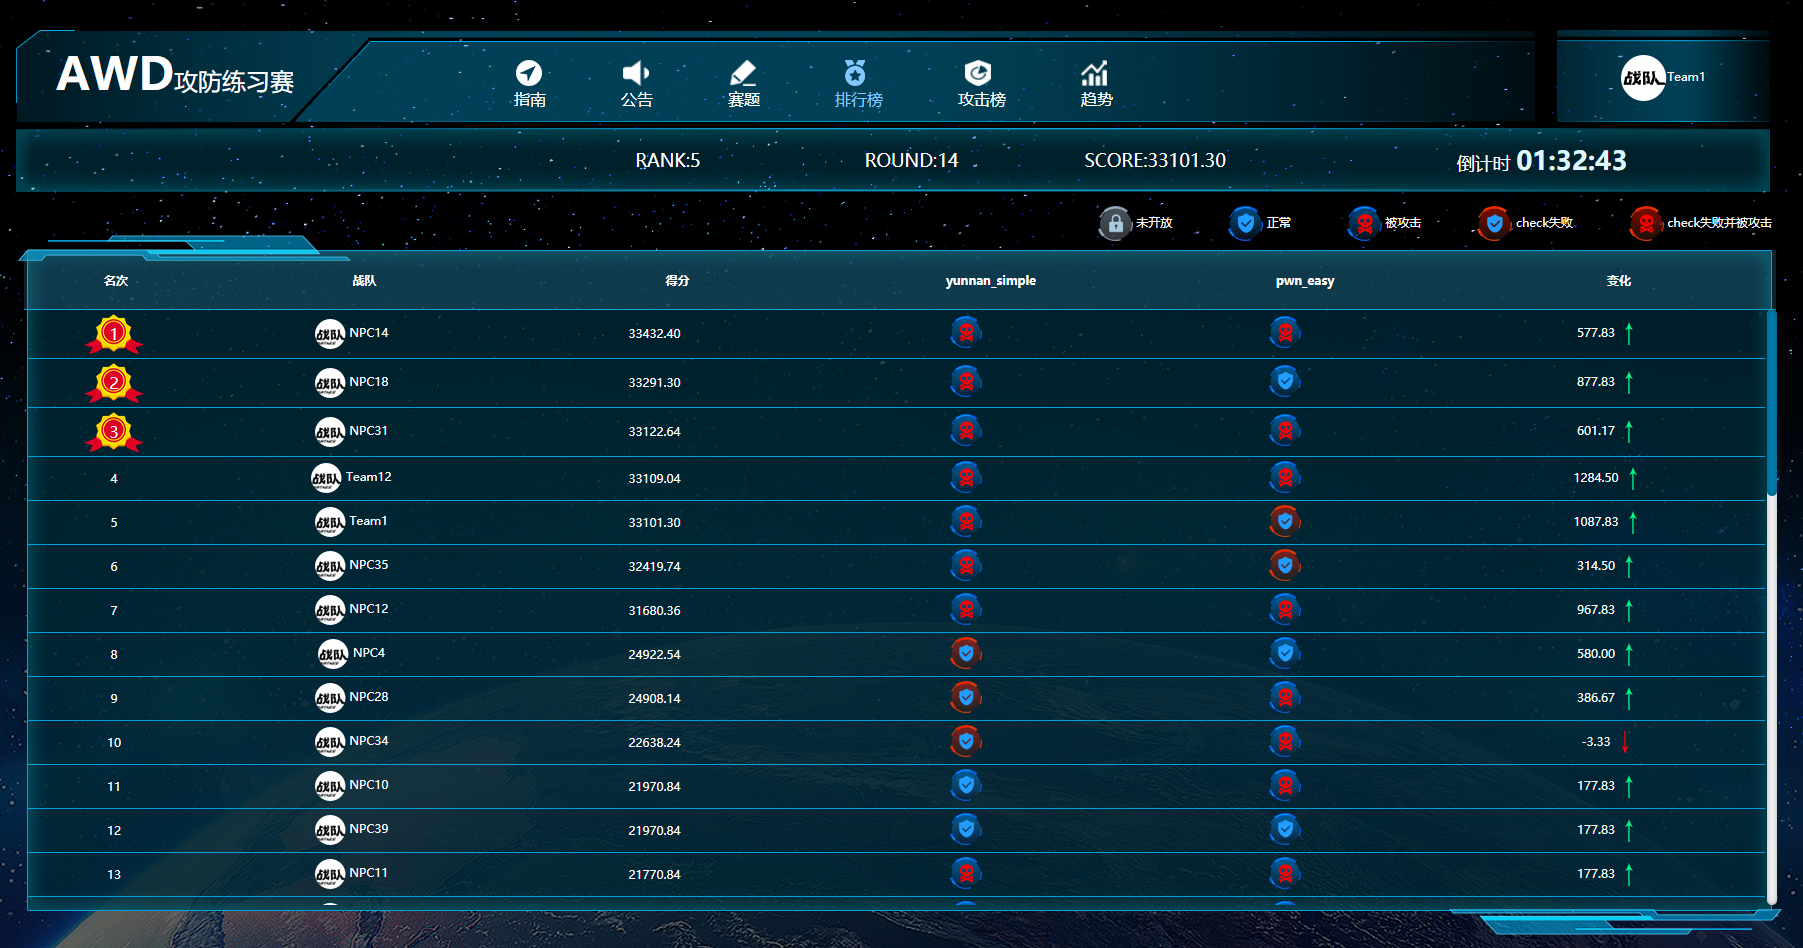 AWD攻防练习赛
指南 公告 赛题 排行榜 攻击榜 趋势
战队 Team1
RANK:5 ROUND:14 SCORE:33101.30 倒计时 01:32:43
未开放 正常 被攻击 check失败 check失败并被攻击
名次 战队 得分 yunnan_simple pwn_easy 变化
1 战队 NPC14 33432.40 577.83
2 战队 NPC18 33291.30 877.83
3 战队 NPC31 33122.64 601.17
4 战队 Team12 33109.04 1284.50
5 战队 Team1 33101.30 1087.83
6 战队 NPC35 32419.74 314.50
7 战队 NPC12 31680.36 967.83
8 战队 NPC4 24922.54 580.00
9 战队 NPC28 24908.14 386.67
10 战队 NPC34 22638.24 -3.33
11 战队 NPC10 21970.84 177.83
12 战队 NPC39 21970.84 177.83
13 战队 NPC11 21770.84 177.83